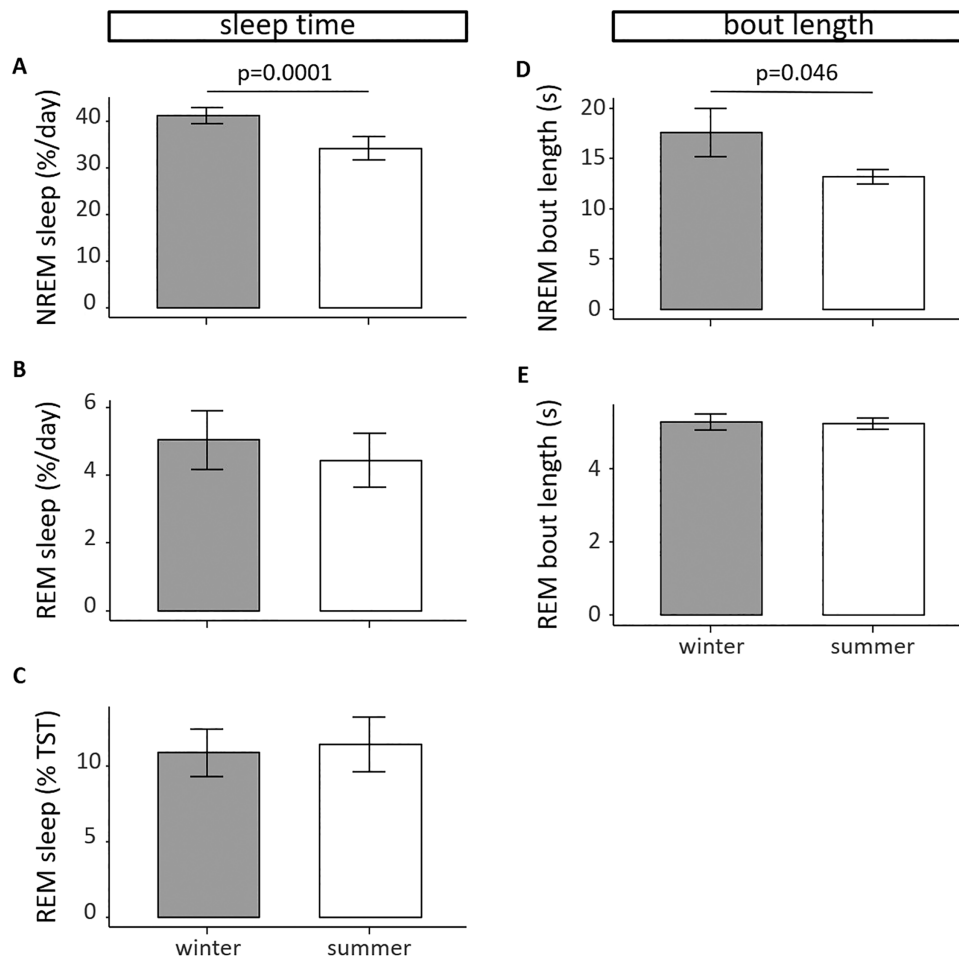 sleep time
bout length
A
p=0.0001
NREM sleep (%/day)
40
30
20
10
0
D
p=0.046
NREM bout length (s)
20
15
10
5
0
B
REM sleep (%/day)
6
4
2
0
E
REM bout length (s)
4
2
0
winter
summer
C
REM sleep (% TST)
10
5
0
winter
summer